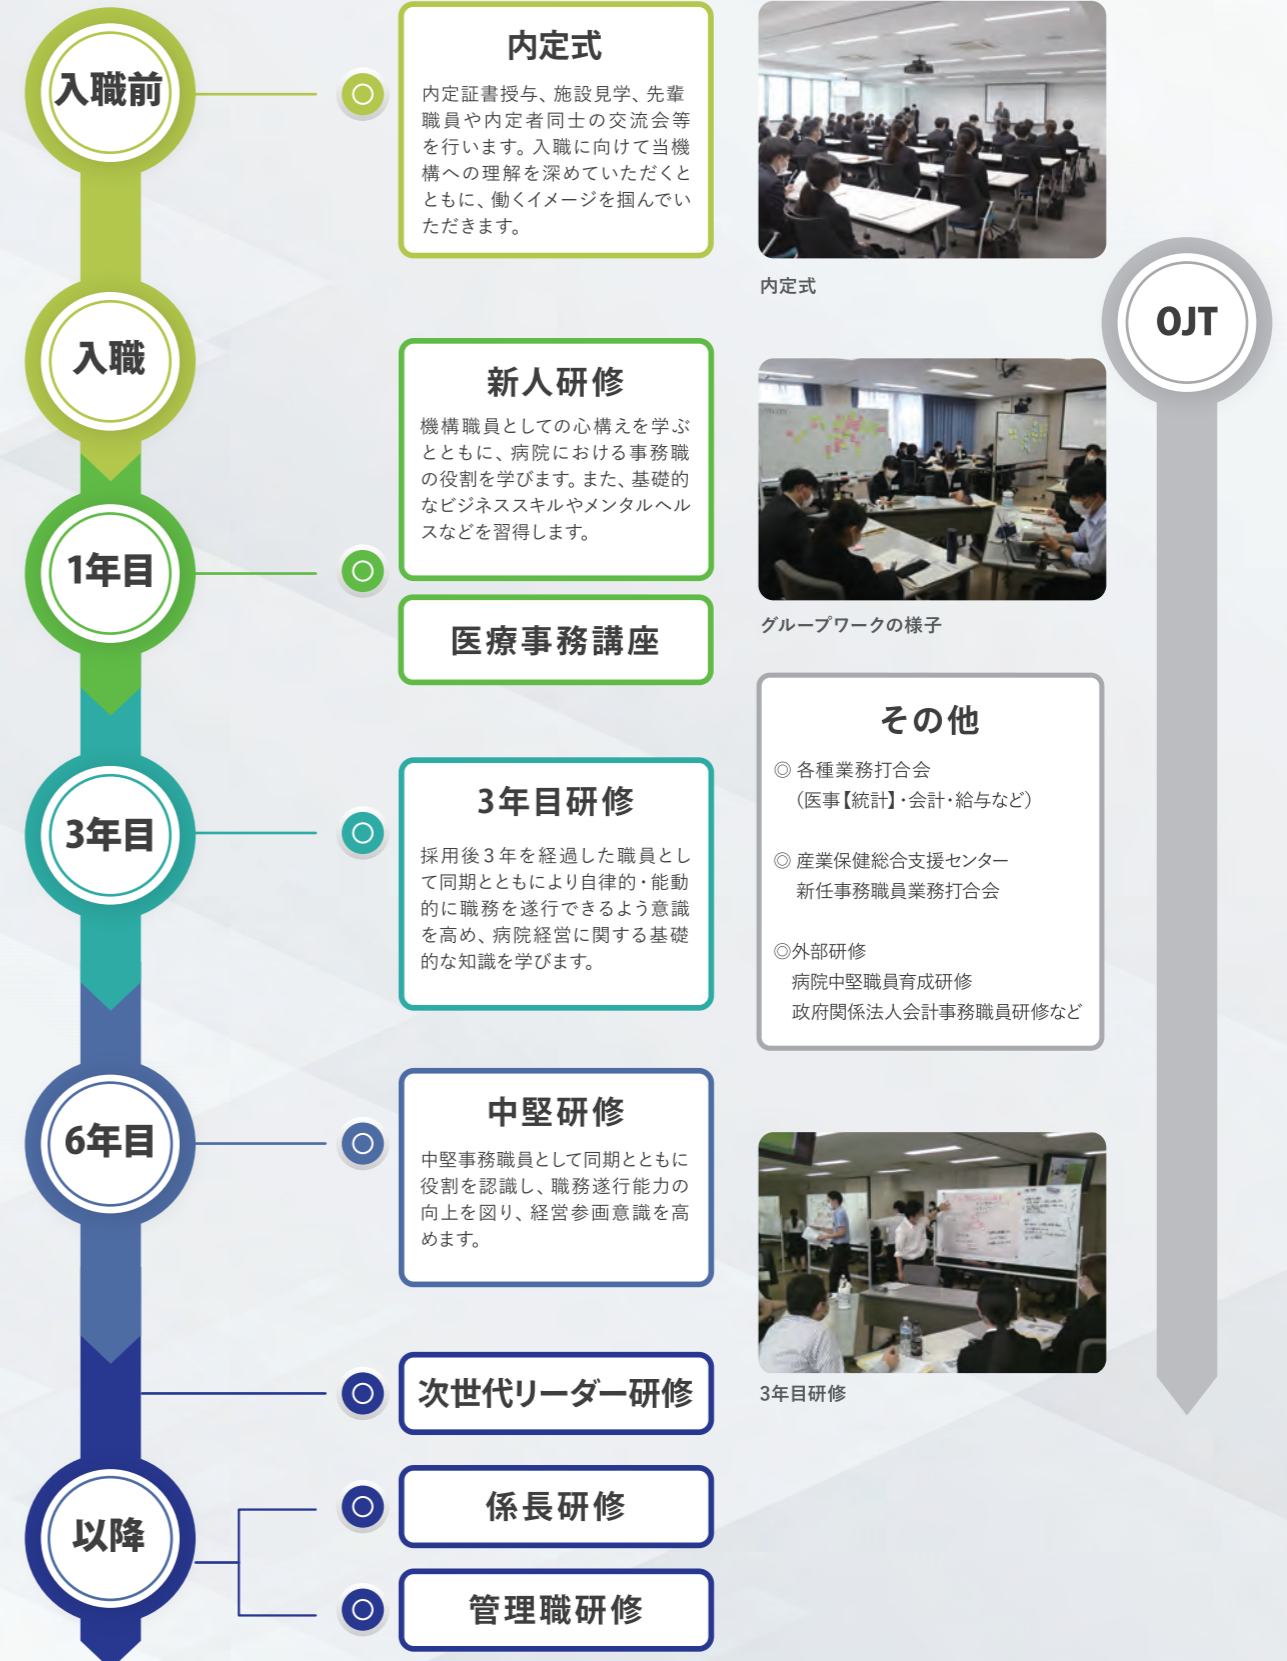 入職前
内定式
内定証書授与、施設見学、先輩
職員や内定者同士の交流会等
を行います。入職に向けて当機
構への理解を深めていただくと
ともに、働くイメージを掴んでい
ただきます。
内定式
OJT
入職
新人研修
機構職員としての心構えを学ぶ
とともに、病院における事務職
の役割を学びます。また、基礎的
なビジネススキルやメンタルヘル
スなどを習得します。
1年目
医療事務講座
グループワークの様子
その他
◎ 各種業務打合会
（医事【統計】・会計・給与など）
◎ 産業保健総合支援センター
新任事務職員業務打合会
◎外部研修
病院中堅職員育成研修
政府関係法人会計事務職員研修など
3年目
3年目研修
採用後３年を経過した職員とし
て同期とともにより自律的・能動
的に職務を遂行できるよう意識
を高め、病院経営に関する基礎
的な知識を学びます。
6年目
中堅研修
中堅事務職員として同期とともに
役割を認識し、職務遂行能力の
向上を図り、経営参画意識を高
めます。
3年目研修
次世代リーダー研修
以降
係長研修
管理職研修